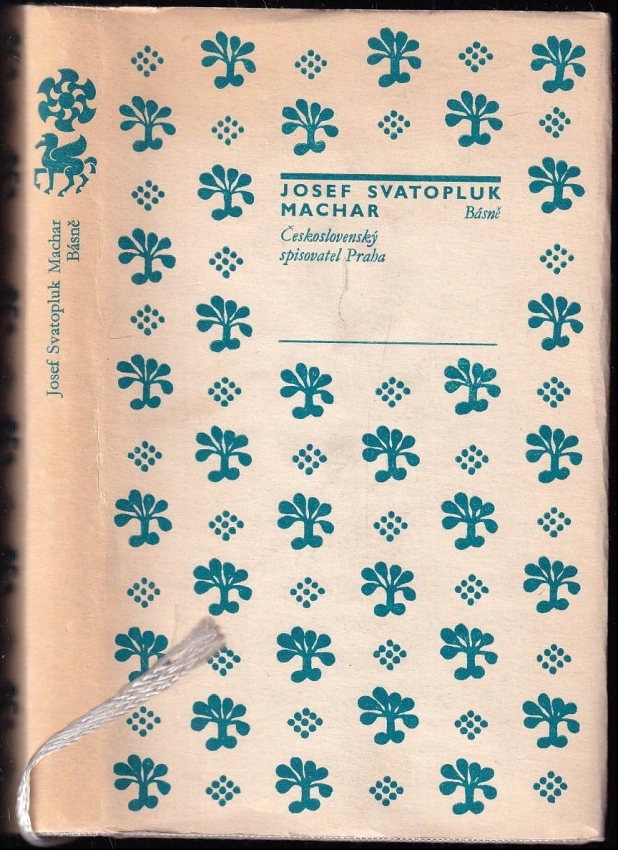 JOSEF SVATOPLUK
MACHAR Básně
Československý
spisovatel Praha
Josef Svatopluk Machar
Básně